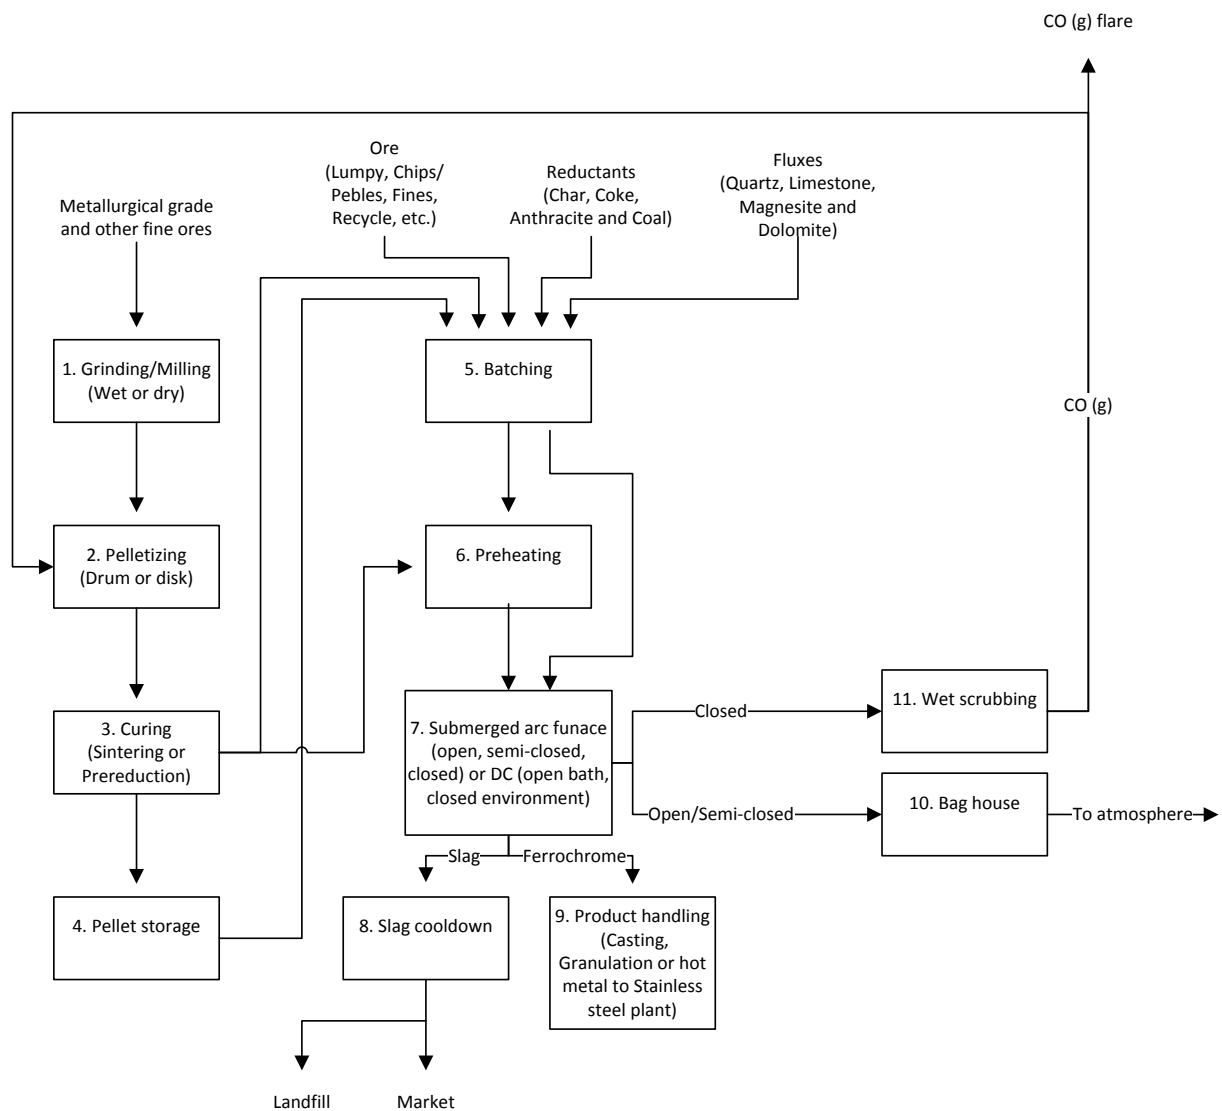 CO (g) flare
Ore
(Lumpy, Chips/
Pebles, Fines,
Recycle, etc.)
Reductants
(Char, Coke,
Anthracite and Coal)
Fluxes
(Quartz, Limestone,
Magnesite and
Dolomite)
Metallurgical grade
and other fine ores
1. Grinding/Milling
(Wet or dry)
5. Batching
CO (g)
2. Pelletizing
(Drum or disk)
6. Preheating
3. Curing
(Sintering or
Prereduction)
7. Submerged arc funace
(open, semi-closed,
closed) or DC (open bath,
closed environment)
Closed
11. Wet scrubbing
Open/Semi-closed
10. Bag house
To atmosphere
Slag
Ferrochrome
4. Pellet storage
8. Slag cooldown
9. Product handling
(Casting,
Granulation or hot
metal to Stainless
steel plant)
Landfill
Market